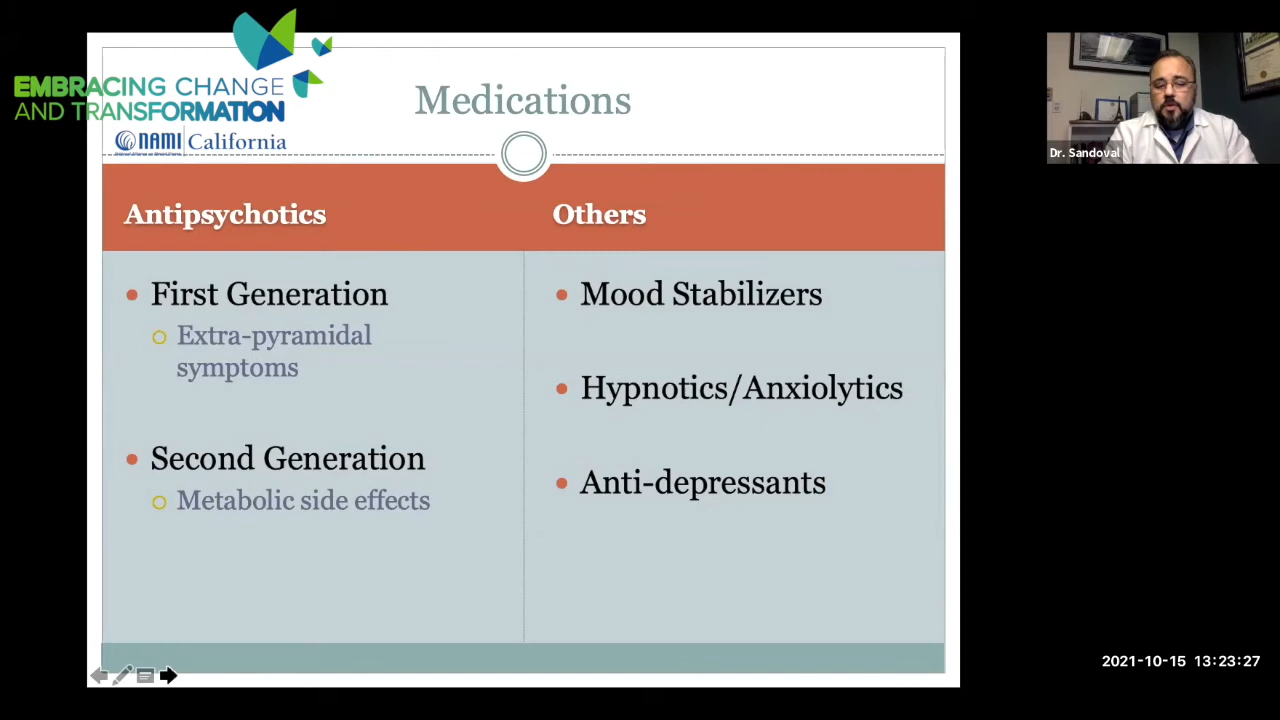 EMBRACING CHANGE
AND TRANSFORMATION
NAMI California
Medications
Dr. Sandoval
Antipsychotics
Others
First Generation
Extra-pyramidal
symptoms
Second Generation
Metabolic side effects
Mood Stabilizers
Hypnotics/Anxiolytics
Anti-depressants
2021-10-15 13:23:27